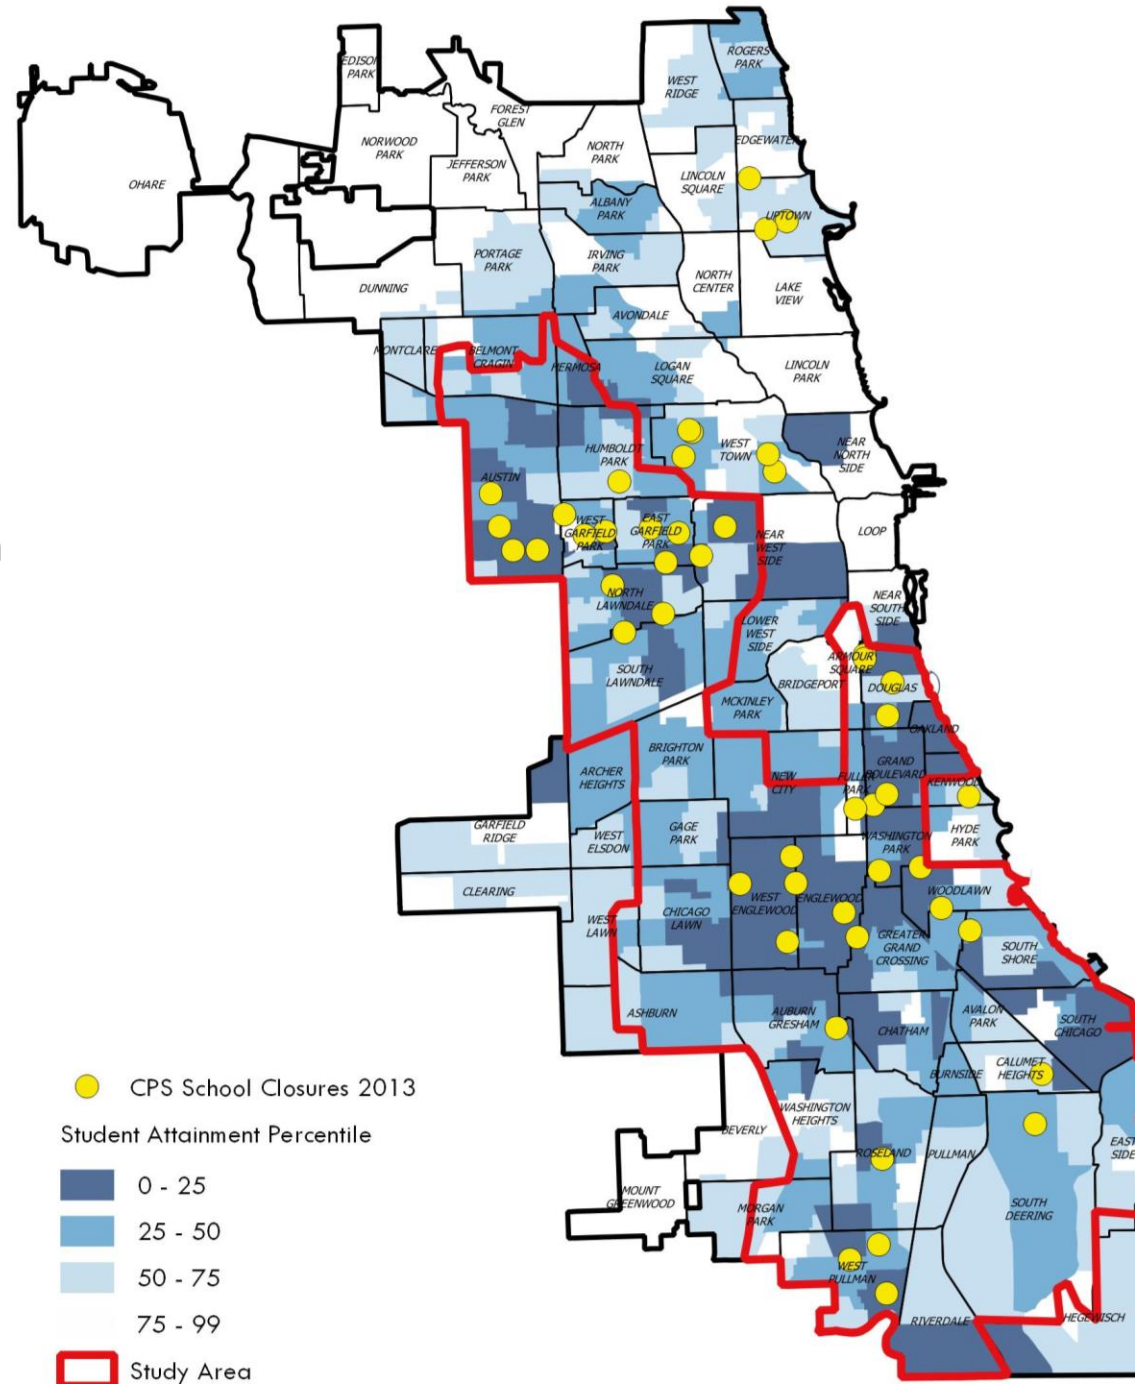 ROGERS
PARK
EDISON
PARK
WEST
RIDGE
FOREST
GLEN
NORWOOD
PARK
EDGEWATER
NORTH
PARK
JEFFERSON
PARK
OHARE
LINCOLN
SQUARE
ALBANY
PARK
UPTOWN
PORTAGE
PARK
IRVING
PARK
NORTH
CENTER
DUNNING
LAKE
VIEW
AVONDALE
MONTCLARE
BELMONT
CRAGIN
HERMOSA
LOGAN
SQUARE
LINCOLN
PARK
HUMBOLDT
PARK
WEST
TOWN
NEAR
NORTH
SIDE
AUSTIN
WEST
GARFIELD
PARK
EAST
GARFIELD
PARK
NEAR
WEST
SIDE
LOOP
NORTH
LAWNDALE
NEAR
SOUTH
SIDE
LOWER
WEST
SIDE
SOUTH
LAWNDALE
ARMOUR
SQUARE
BRIDGEPORT
DOUGLAS
MCKINLEY
PARK
OAKLAND
BRIGHTON
PARK
ARCHER
HEIGHTS
NEW
CITY
FULLER
PARK
GRAND
BOULEVARD
KENWOOD
GARFIELD
RIDGE
WEST
ELSDON
GAGE
PARK
WASHINGTON
PARK
HYDE
PARK
CLEARING
WEST
ENGLEWOOD
ENGLEWOOD
WOODLAWN
WEST
LAWN
CHICAGO
LAWN
GREATER
GRAND
CROSSING
SOUTH
SHORE
ASHBURN
AUBURN
GRESHAM
CHATHAM
AVALON
PARK
SOUTH
CHICAGO
BURNSIDE
CALUMET
HEIGHTS
CPS School Closures 2013
Student Attainment Percentile
0 - 25
25 - 50
50 - 75
75 - 99
Study Area
WASHINGTON
HEIGHTS
BEVERLY
ROSELAND
PULLMAN
EAST
SIDE
MOUNT
GREENWOOD
MORGAN
PARK
SOUTH
DEERING
WEST
PULLMAN
RIVERDALE
HEGEWISCH